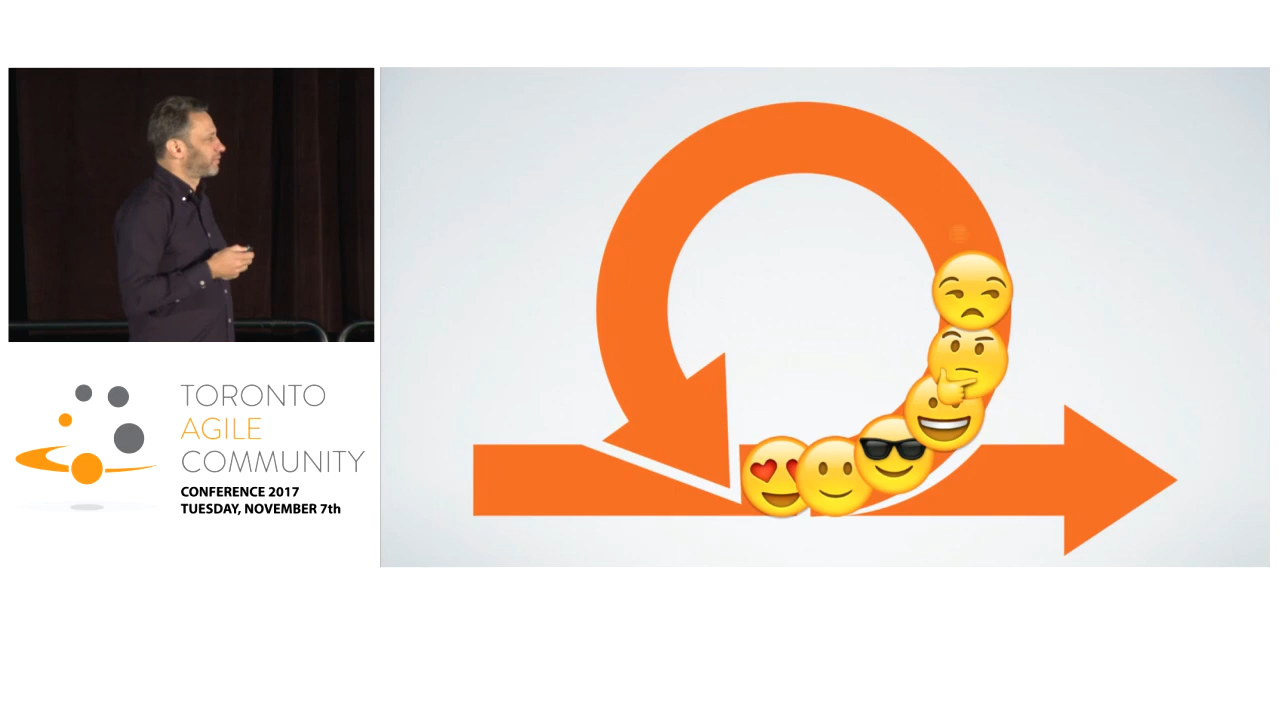 TORONTO
AGILE
COMMUNITY
CONFERENCE 2017
TUESDAY, NOVEMBER 7th